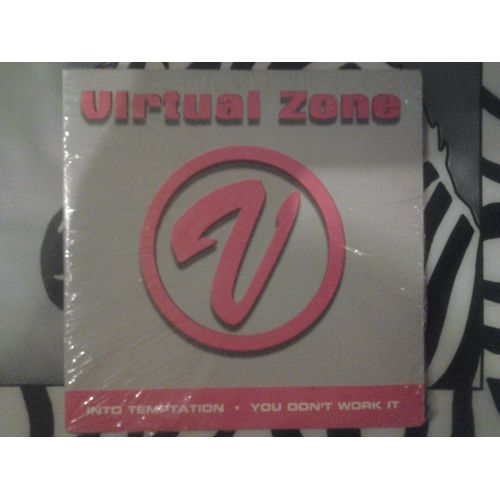 Virtual Zone
V
INTO TEMPTATION • YOU DON'T WORK IT